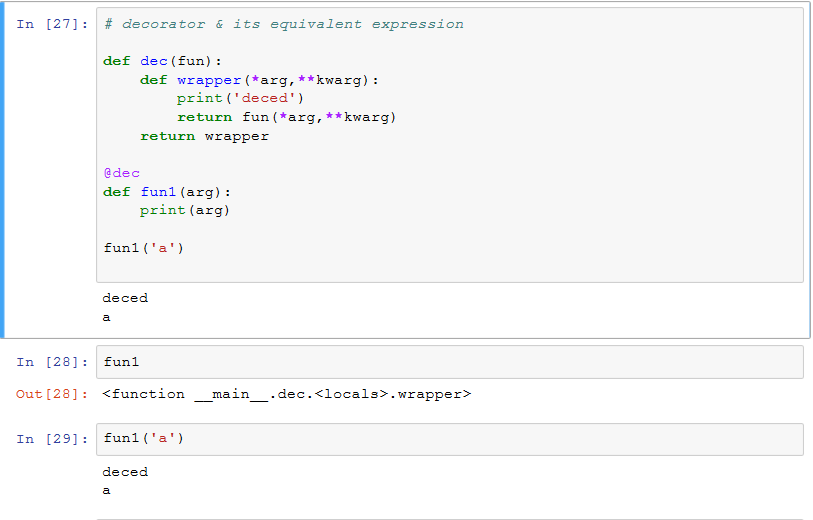 In [27]: # decorator & its equivalent expression
def dec(fun):
    def wrapper(*arg,**kwarg):
        print('deced')
        return fun(*arg,**kwarg)
    return wrapper
@dec
def fun1(arg):
    print(arg)
fun1('a')
deced
a
In [28]: fun1
Out[28]: <function __main__.dec.<locals>.wrapper>
In [29]: fun1('a')
deced
a